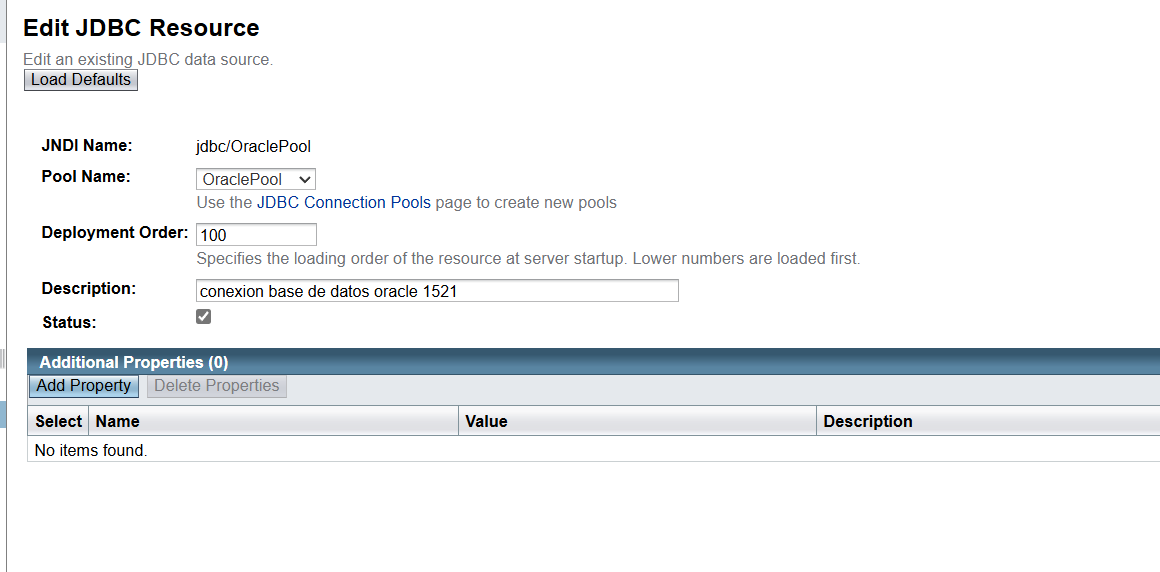 Edit JDBC Resource
Edit an existing JDBC data source.
Load Defaults
JNDI Name: jdbc/OraclePool
Pool Name: OraclePool
Use the JDBC Connection Pools page to create new pools
Deployment Order: 100
Specifies the loading order of the resource at server startup. Lower numbers are loaded first.
Description: conexion base de datos oracle 1521
Status:
Additional Properties (0)
Add Property Delete Properties
Select Name Value Description
No items found.